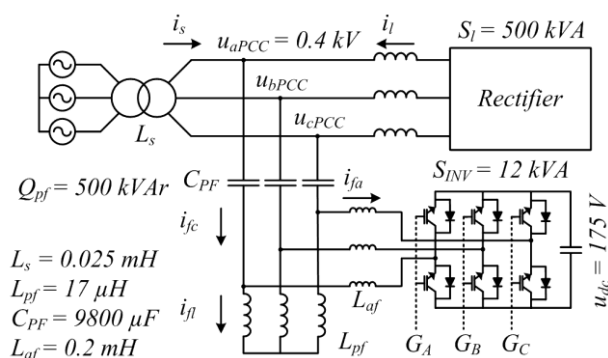 i_s
u_aPCC = 0.4 kV
i_l
S_l = 500 kVA
u_bPCC
Rectifier
L_s
u_cPCC
Q_pf = 500 kVAr
C_PF
i_fa
S_INV = 12 kVA
i_fc
L_s = 0.025 mH
L_pf = 17 μH
C_PF = 9800 μF
L_af = 0.2 mH
i_fl
L_af
L_pf
G_A
G_B
G_C
u_dc = 175 V